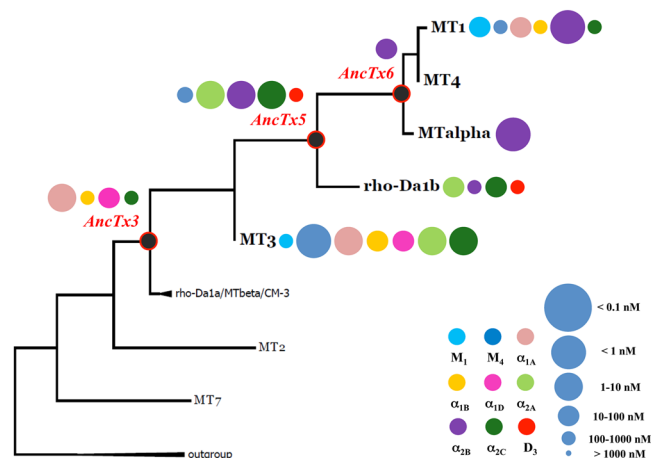 MT1
AncTx6
MT4
AncTx5
MTalpha
rho-Da1b
AncTx3
MT3
rho-Da1a/MTbeta/CM-3
< 0.1 nM
MT2
M₁ M₄ α₁A
< 1 nM
1-10 nM
MT7
α₁B α₁D α₂A
10-100 nM
100-1000 nM
α₂B α₂C D₃
> 1000 nM
outgroup